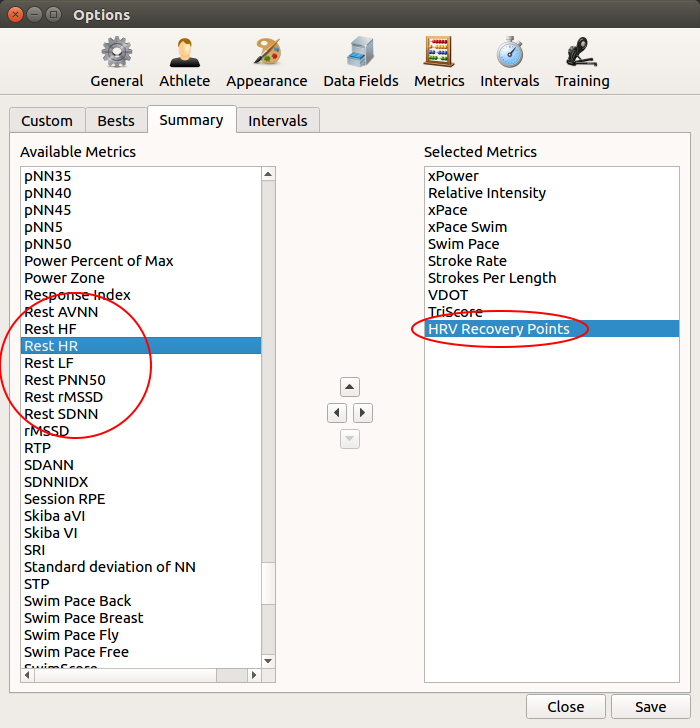 Options
General Athlete Appearance Data Fields Metrics Intervals Training
Custom Bests Summary Intervals
Available Metrics
pNN35
pNN40
pNN45
pNN5
pNN50
Power Percent of Max
Power Zone
Response Index
Rest AVNN
Rest HF
Rest HR
Rest LF
Rest PNN50
Rest rMSSD
Rest SDNN
rMSSD
RTP
SDANN
SDNNIDX
Session RPE
Skiba aVI
Skiba VI
SRI
Standard deviation of NN
STP
Swim Pace Back
Swim Pace Breast
Swim Pace Fly
Swim Pace Free
SwimScore
Selected Metrics
xPower
Relative Intensity
xPace
xPace Swim
Swim Pace
Stroke Rate
Strokes Per Length
VDOT
TriScore
HRV Recovery Points
Close Save